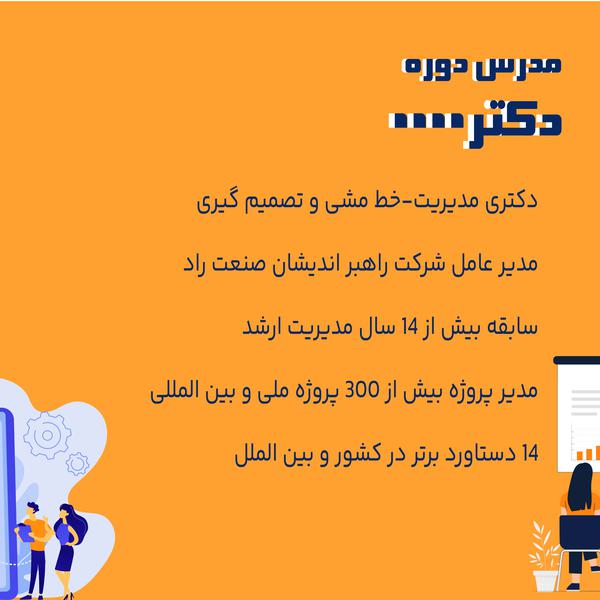 مدرس دوره
دکتر....
دکتری مدیریت-خط مشی و تصمیم گیری
مدیر عامل شرکت راهبر اندیشان صنعت راد
سابقه بیش از 14 سال مدیریت ارشد
مدیر پروژه بیش از 300 پروژه ملی و بین المللی
14 دستاورد برتر در کشور و بین الملل